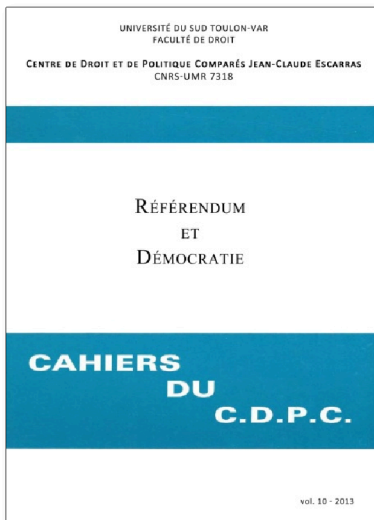 UNIVERSITÉ DU SUD TOULON-VAR
FACULTÉ DE DROIT
CENTRE DE DROIT ET DE POLITIQUE COMPARÉS JEAN-CLAUDE ESCARRAS
CNRS-UMR 7318
RÉFÉRENDUM
ET
DÉMOCRATIE
CAHIERS
DU
C.D.P.C.
vol. 10 - 2013